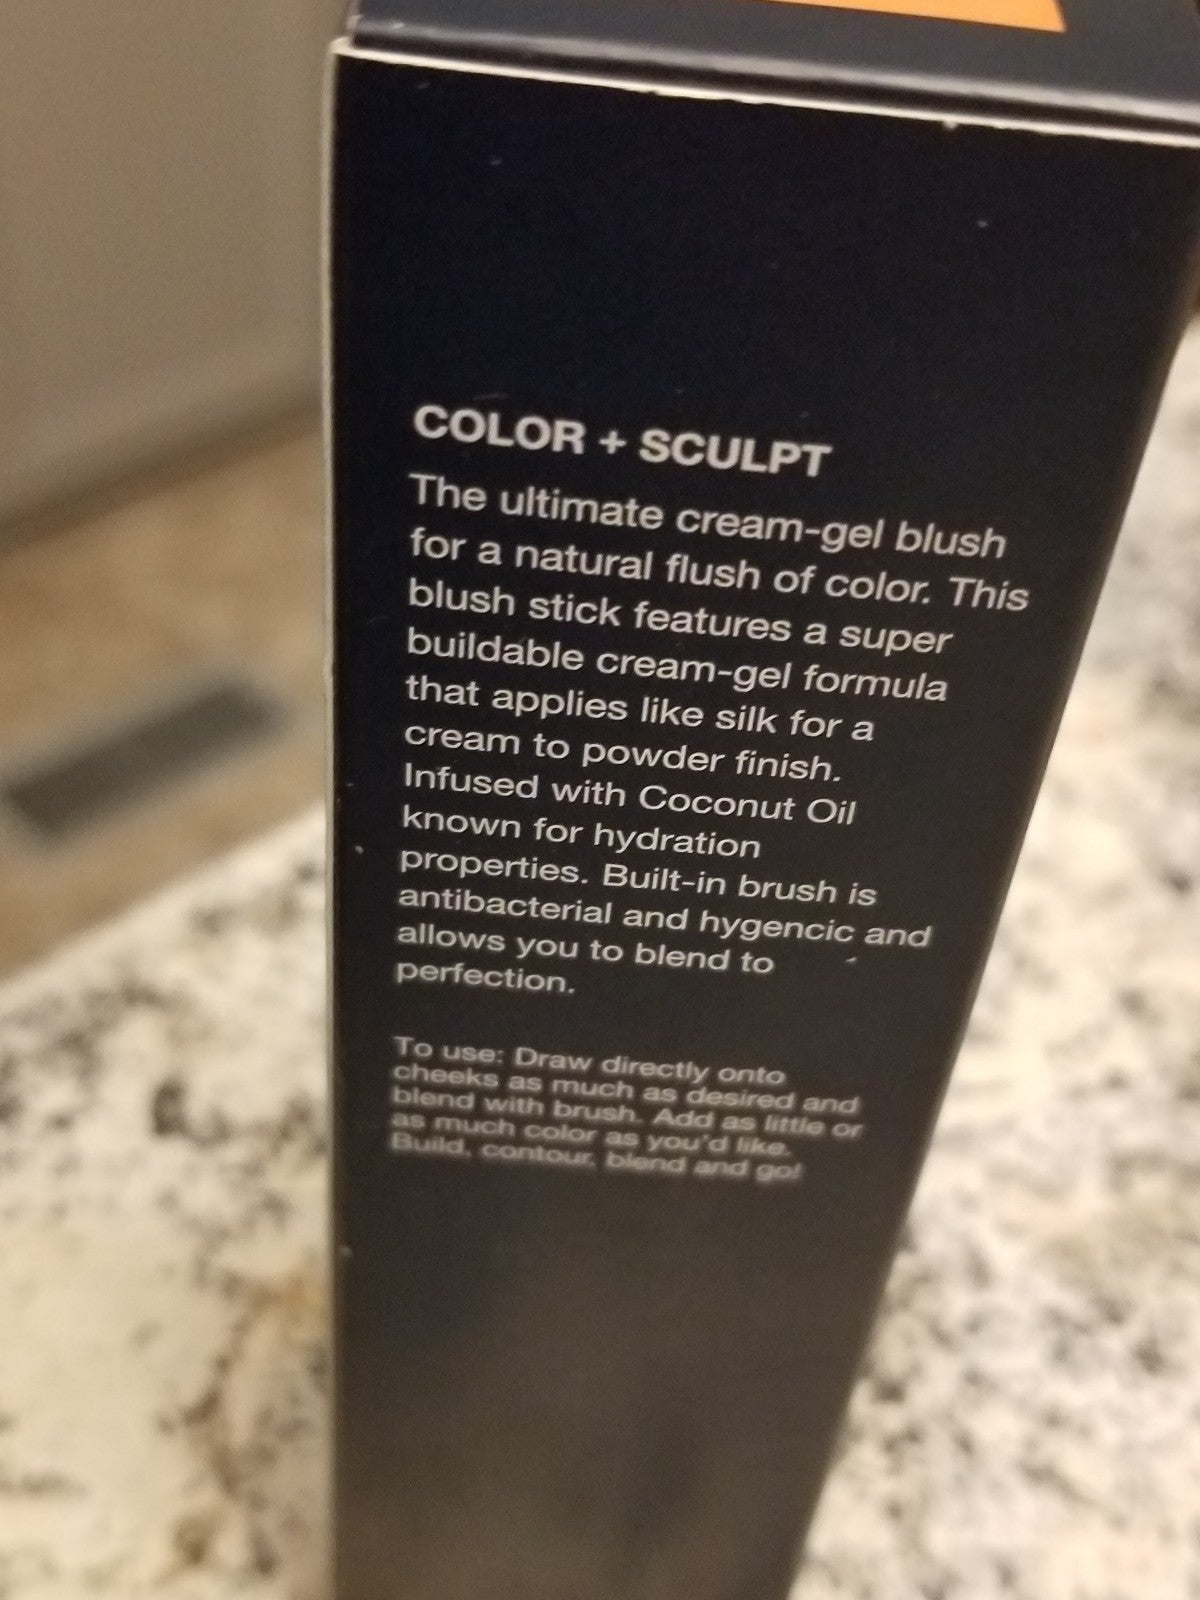 COLOR + SCULPT
The ultimate cream-gel blush
for a natural flush of color. This
blush stick features a super
buildable cream-gel formula
that applies like silk for a
cream to powder finish.
Infused with Coconut Oil
known for hydration
properties. Built-in brush is
antibacterial and hygencic and
allows you to blend to
perfection.
To use: Draw directly onto
cheeks as much as desired and
blend with brush. Add as little or
as much color as you'd like.
Build, contour, blend and go!